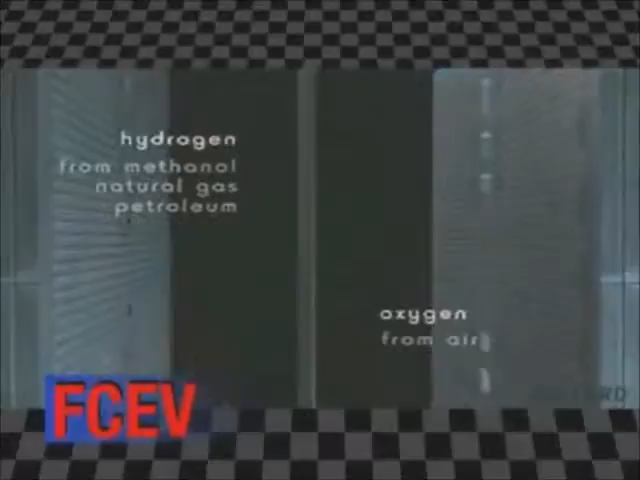 hydrogen
from methanol
natural gas
petroleum
oxygen
from air
FCEV